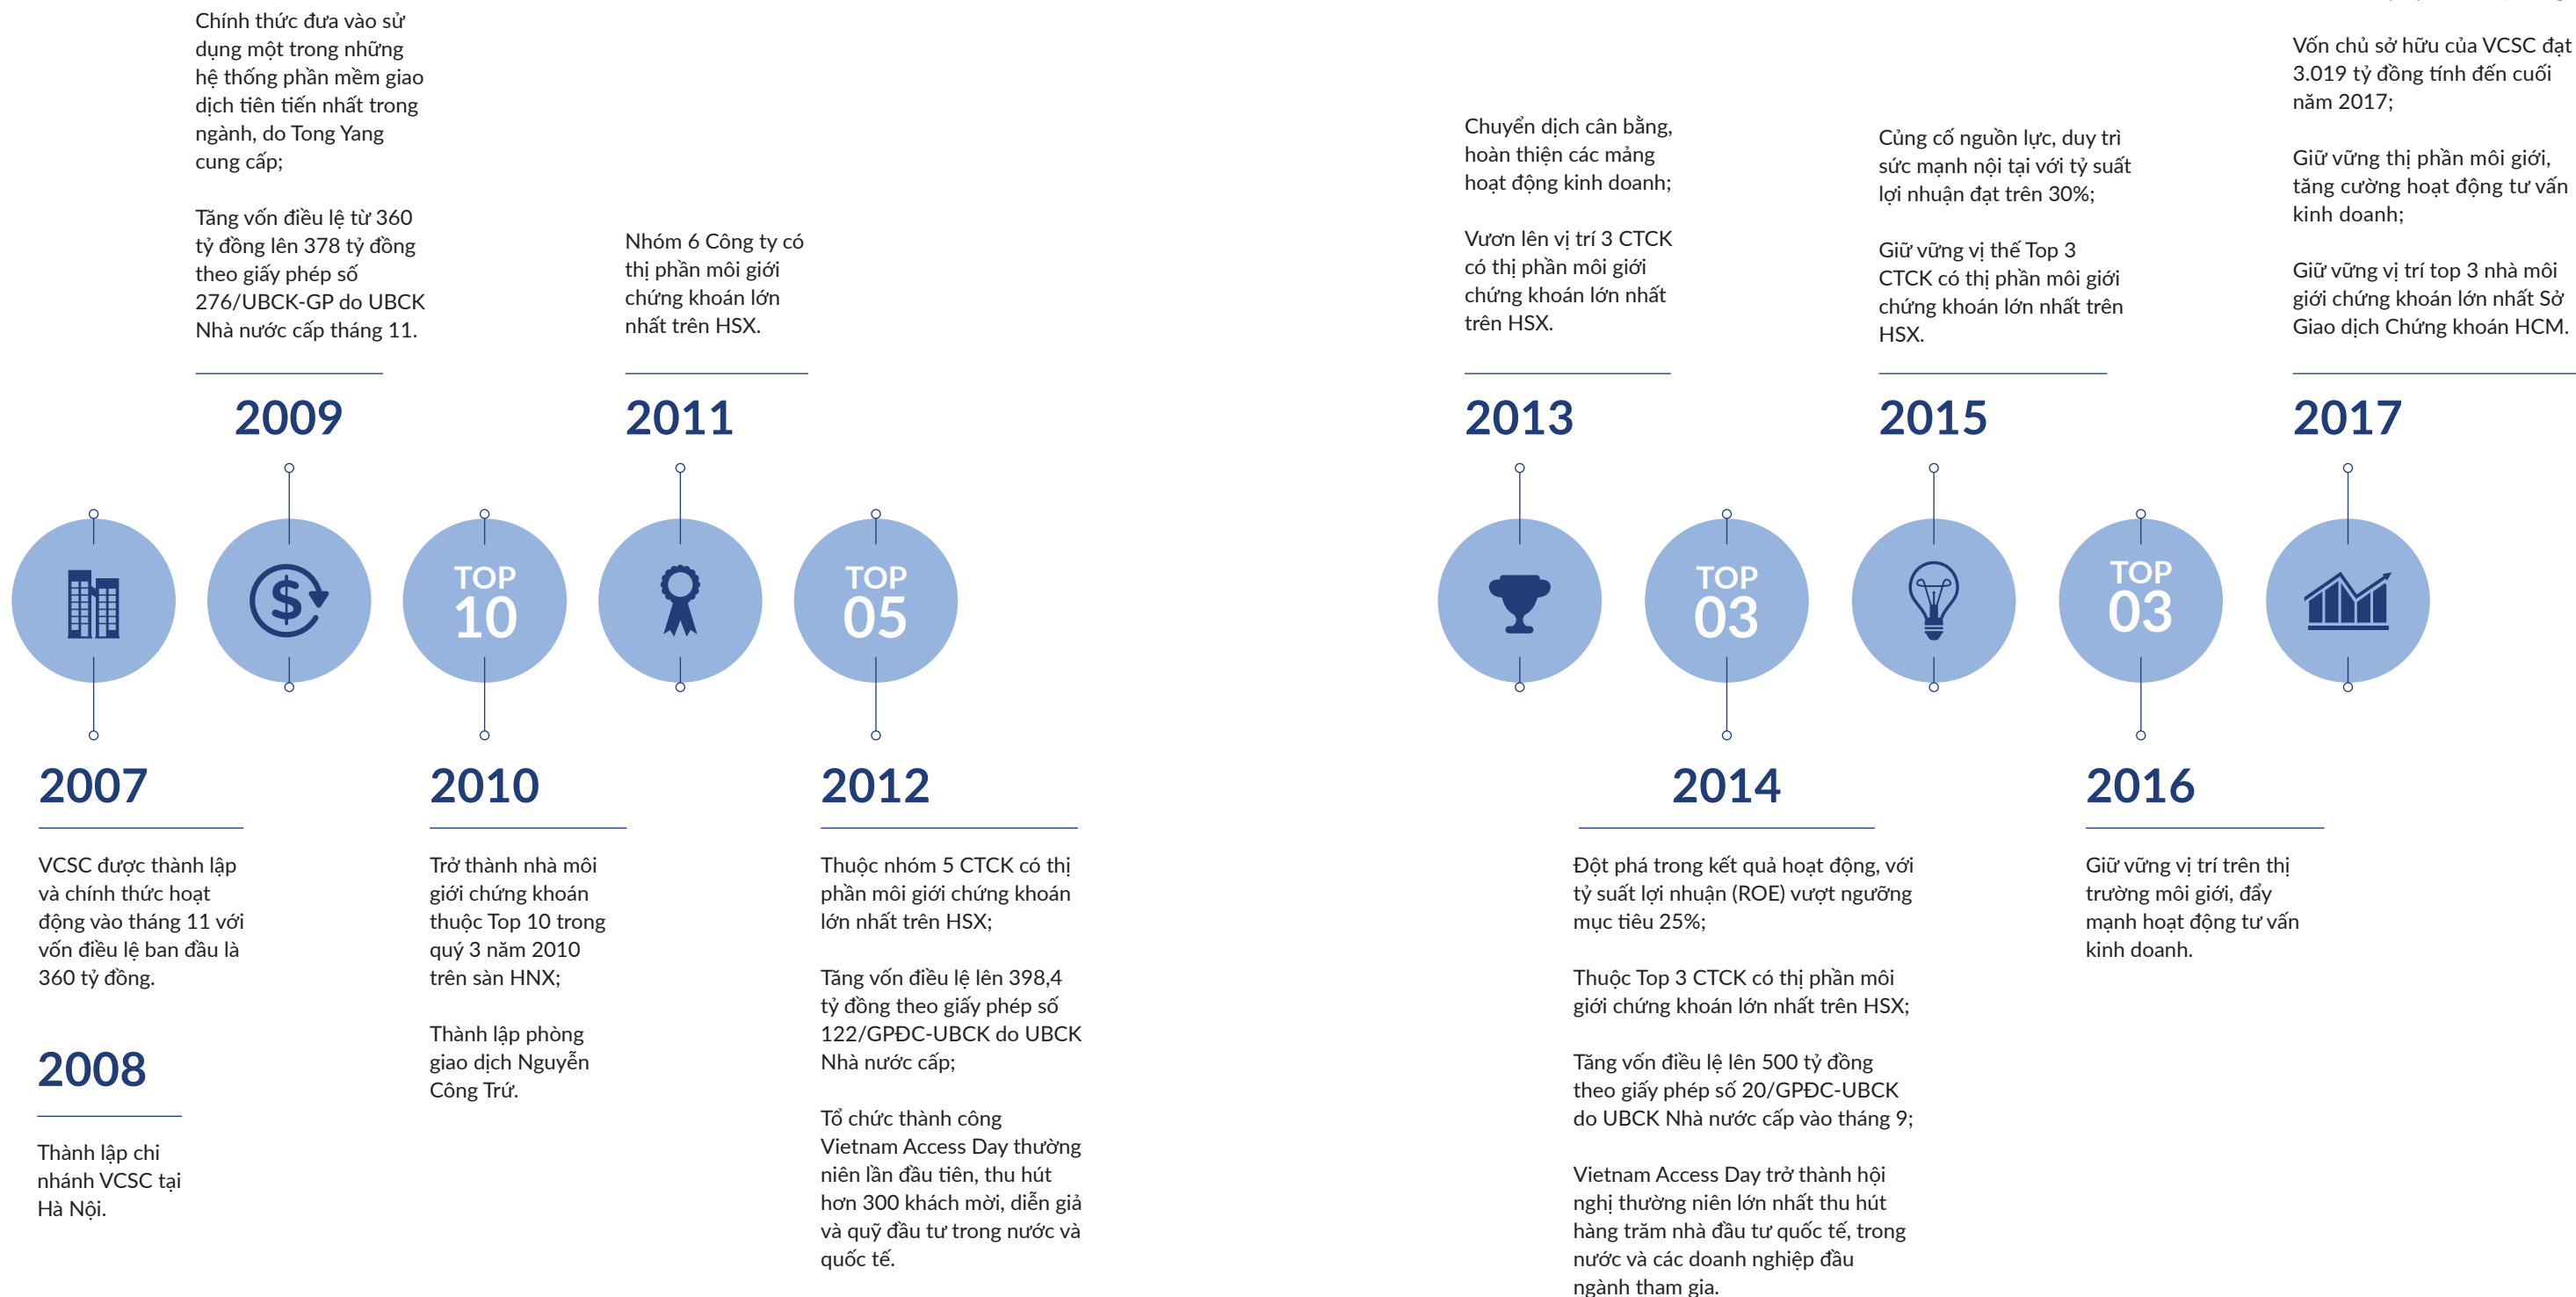 Chính thức đưa vào sử
dụng một trong những
hệ thống phần mềm giao
dịch tiên tiến nhất trong
ngành, do Tong Yang
cung cấp;
Tăng vốn điều lệ từ 360
tỷ đồng lên 378 tỷ đồng
theo giấy phép số
276/UBCK-GP do UBCK
Nhà nước cấp tháng 11.
2009
Nhóm 6 Công ty có
thị phần môi giới
chứng khoán lớn
nhất trên HSX.
2011
Chuyển dịch cân bằng,
hoàn thiện các mảng
hoạt động kinh doanh;
Vươn lên vị trí 3 CTCK
có thị phần môi giới
chứng khoán lớn nhất
trên HSX.
2013
Củng cố nguồn lực, duy trì
sức mạnh nội tại với tỷ suất
lợi nhuận đạt trên 30%;
Giữ vững vị thế Top 3
CTCK có thị phần môi giới
chứng khoán lớn nhất trên
HSX.
2015
Vốn chủ sở hữu của VCSC đạt
3.019 tỷ đồng tính đến cuối
năm 2017;
Giữ vững thị phần môi giới,
tăng cường hoạt động tư vấn
kinh doanh;
Giữ vững vị trí top 3 nhà môi
giới chứng khoán lớn nhất Sở
Giao dịch Chứng khoán HCM.
2017
$
TOP
10
TOP
05
TOP
03
TOP
03
2007
VCSC được thành lập
và chính thức hoạt
động vào tháng 11 với
vốn điều lệ ban đầu là
360 tỷ đồng.
2008
Thành lập chi
nhánh VCSC tại
Hà Nội.
2010
Trở thành nhà môi
giới chứng khoán
thuộc Top 10 trong
quý 3 năm 2010
trên sàn HNX;
Thành lập phòng
giao dịch Nguyễn
Công Trứ.
2012
Thuộc nhóm 5 CTCK có thị
phần môi giới chứng khoán
lớn nhất trên HSX;
Tăng vốn điều lệ lên 398,4
tỷ đồng theo giấy phép số
122/GPĐC-UBCK do UBCK
Nhà nước cấp;
Tổ chức thành công
Vietnam Access Day thường
niên lần đầu tiên, thu hút
hơn 300 khách mời, diễn giả
và quỹ đầu tư trong nước và
quốc tế.
2014
Đột phá trong kết quả hoạt động, với
tỷ suất lợi nhuận (ROE) vượt ngưỡng
mục tiêu 25%;
Thuộc Top 3 CTCK có thị phần môi
giới chứng khoán lớn nhất trên HSX;
Tăng vốn điều lệ lên 500 tỷ đồng
theo giấy phép số 20/GPĐC-UBCK
do UBCK Nhà nước cấp vào tháng 9;
Vietnam Access Day trở thành hội
nghị thường niên lớn nhất thu hút
hàng trăm nhà đầu tư quốc tế, trong
nước và các doanh nghiệp đầu
ngành tham gia.
2016
Giữ vững vị trí trên thị
trường môi giới, đẩy
mạnh hoạt động tư vấn
kinh doanh.